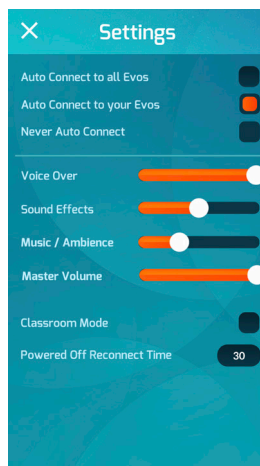 Settings
Auto Connect to all Evos
Auto Connect to your Evos
Never Auto Connect
Voice Over
Sound Effects
Music / Ambience
Master Volume
Classroom Mode
Powered Off Reconnect Time 30